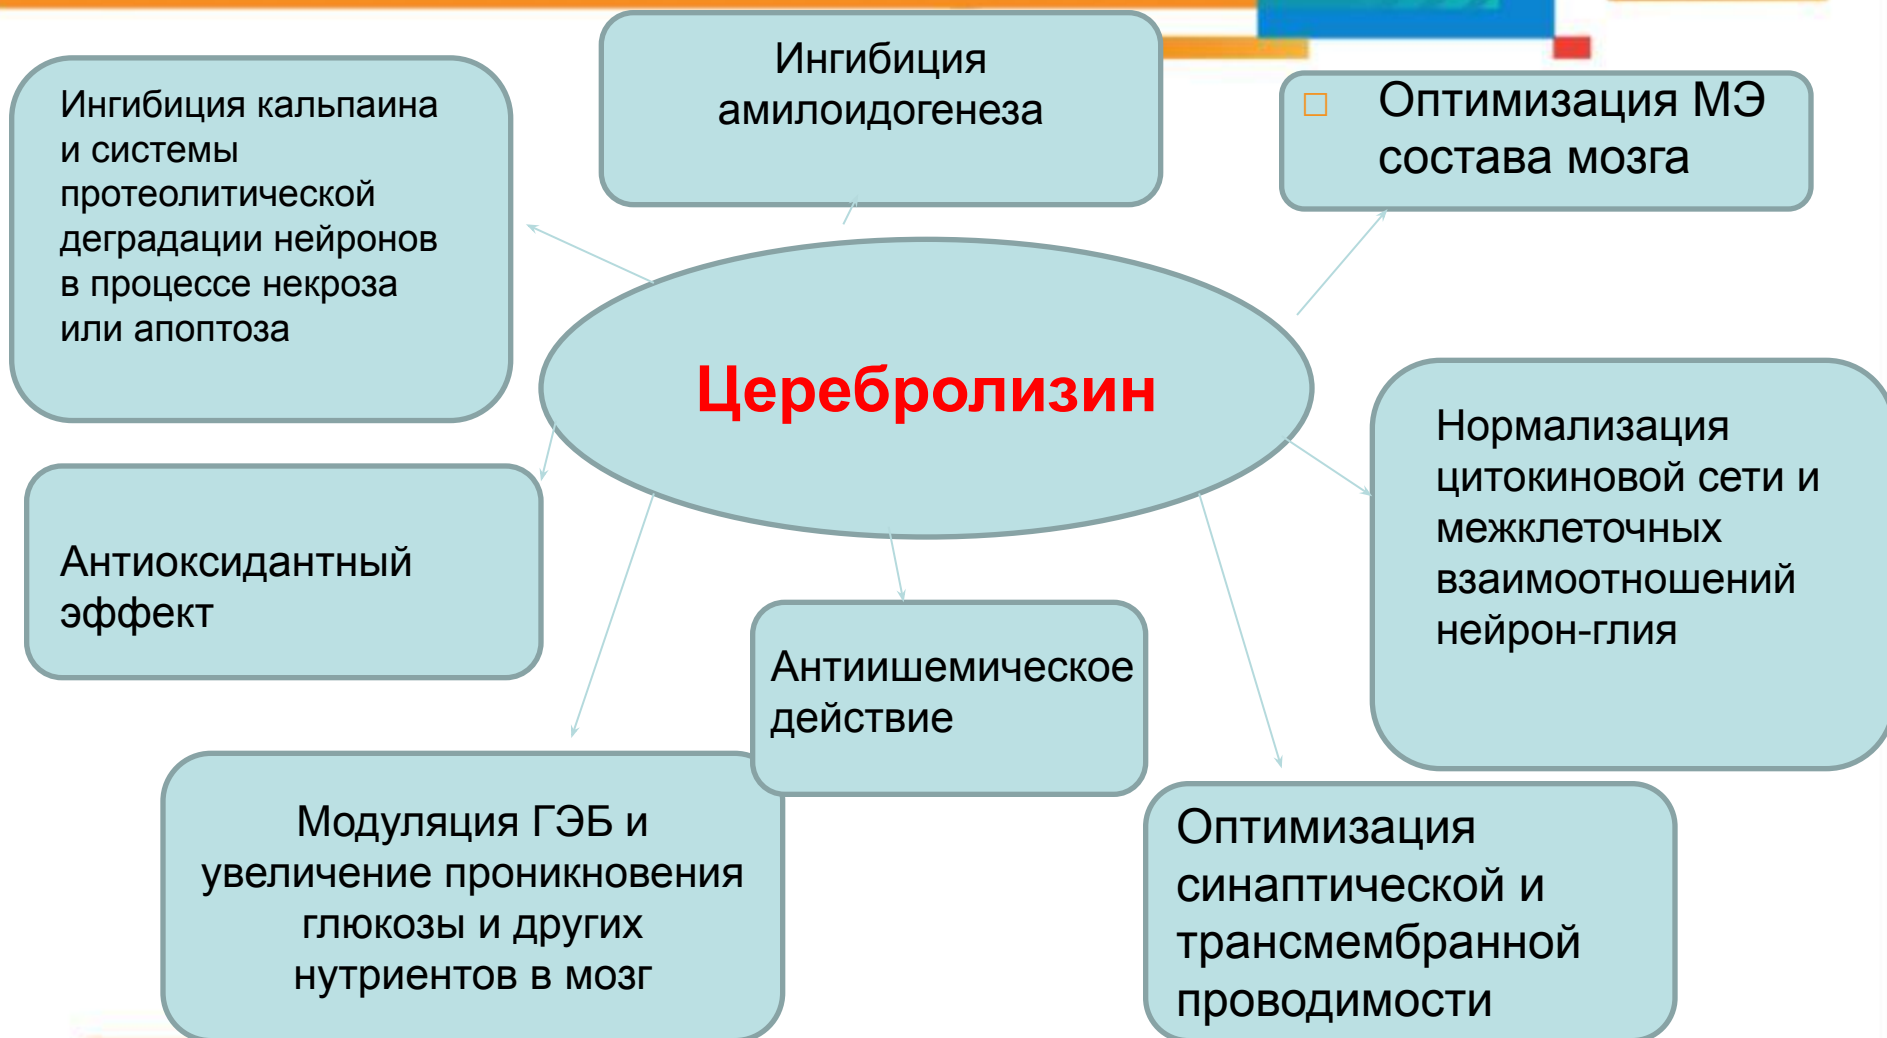 Ингибиция
амилоидогенеза
Ингибиция кальпаина
и системы
протеолитической
деградации нейронов
в процессе некроза
или апоптоза
Оптимизация МЭ
состава мозга
Церебролизин
Нормализация
цитокиновой сети и
межклеточных
взаимоотношений
нейрон-глия
Антиоксидантный
эффект
Антиишемическое
действие
Модуляция ГЭБ и
увеличение проникновения
глюкозы и других
нутриентов в мозг
Оптимизация
синаптической и
трансмембранной
проводимости